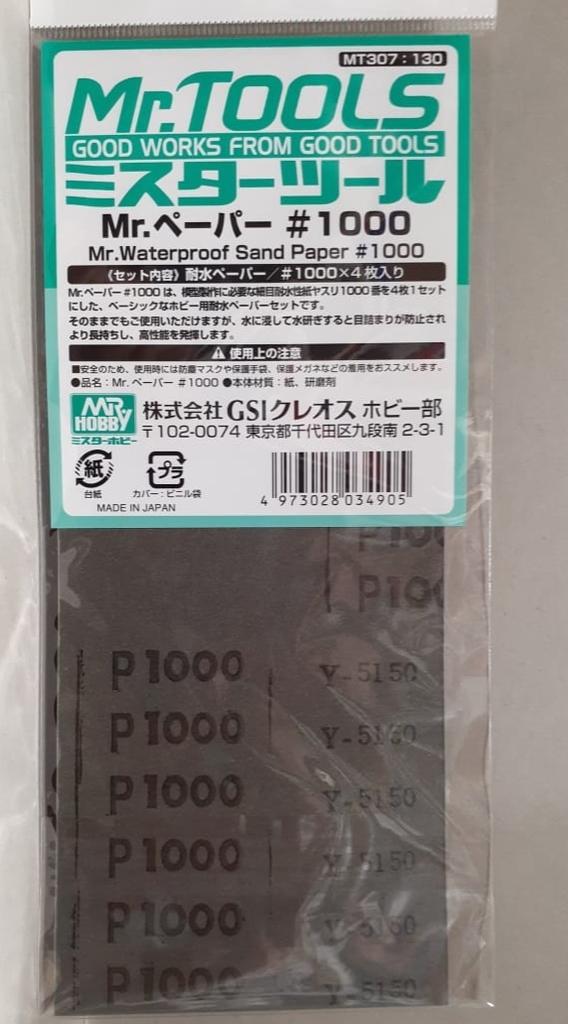 MT307:130
Mr.TOOLS
GOOD WORKS FROM GOOD TOOLS
ミスターツール
Mr.ペーパー #1000
Mr.Waterproof Sand Paper #1000
《セット内容》耐水ペーパー/#1000×4枚入り
Mr.ペーパー#1000は、模型製作に必要な細目耐水性紙ヤスリ1000番を4枚1セット
にした、ベーシックなホビー用耐水ペーパーセットです。
そのままでもご使用いただけますが、水に浸して水研ぎすると目詰まりが防止され
より長持ちし、高性能を発揮します。
使用上の注意
■安全のため、使用時には防塵マスクや保護手袋、保護メガネなどの着用をおススメします。
●品名:Mr.ペーパー #1000 ●本体材質:紙、研磨剤
MR HOBBY
ミスターホビー
株式会社GSIクレオス ホビー部
〒102-0074 東京都千代田区九段南2-3-1
紙
台紙
プラ
カバー:ビニル袋
4 973028 034905
MADE IN JAPAN
P100
P100
P1000 Y-5150
P1000 Y-5150
P1000 Y-5150
P1000 Y-5150
P1000 Y-5150
P1000 Y-5150